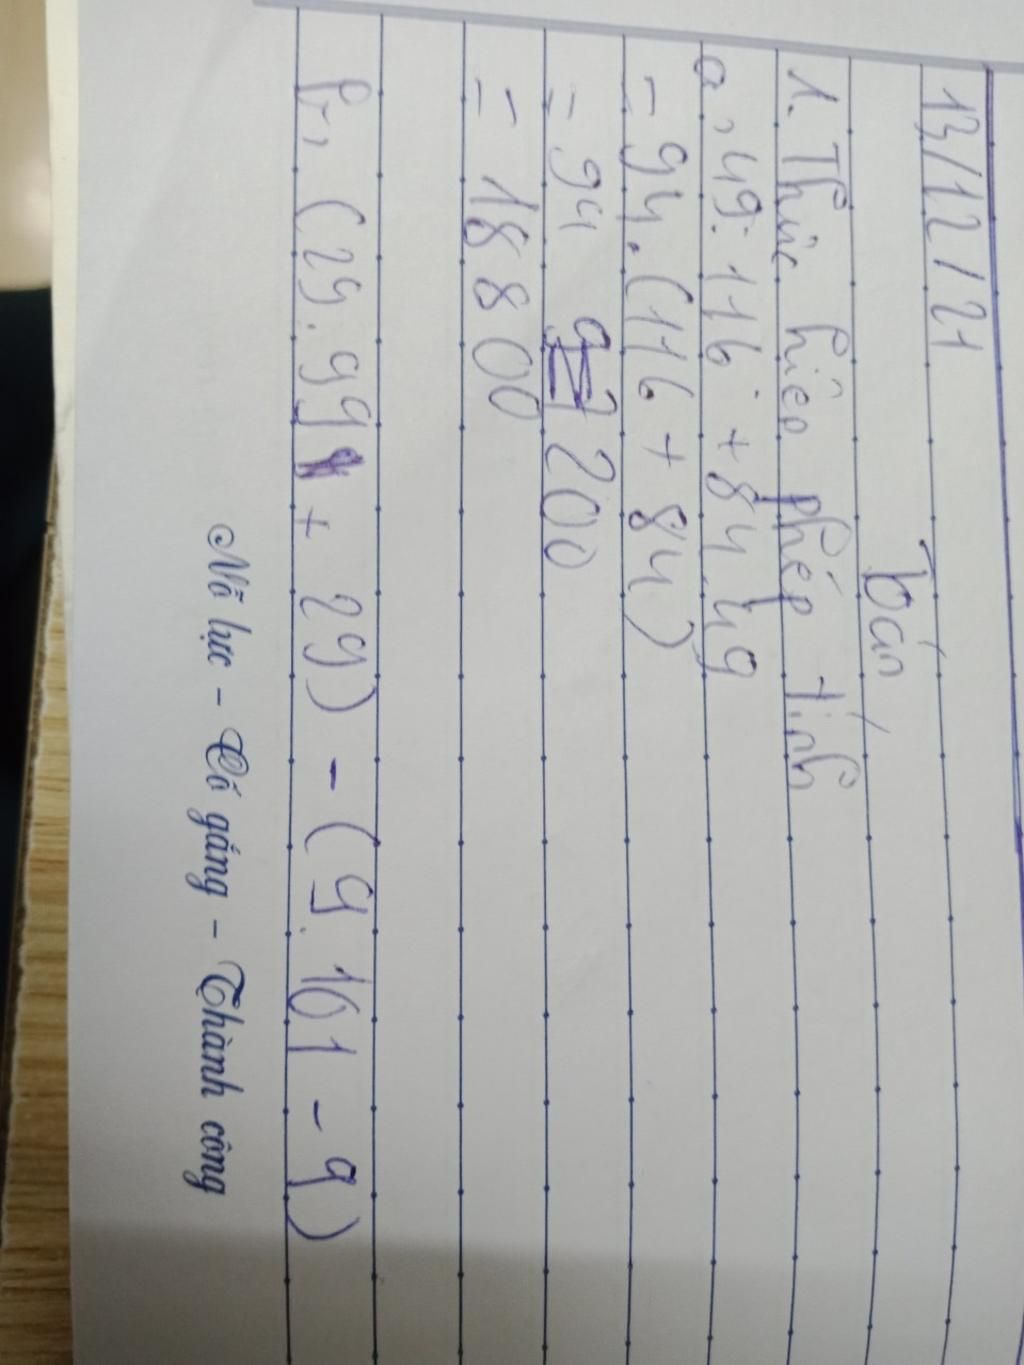 13/12/21
Toán
1. Thực hiện phép tính
a, 49.116 + 84.49
= 94.(116 + 84)
= 94 200
= 18800
b, (29.99 + 29) - (9.101 - 9)
Nỗ lực - Cố gắng - Thành công